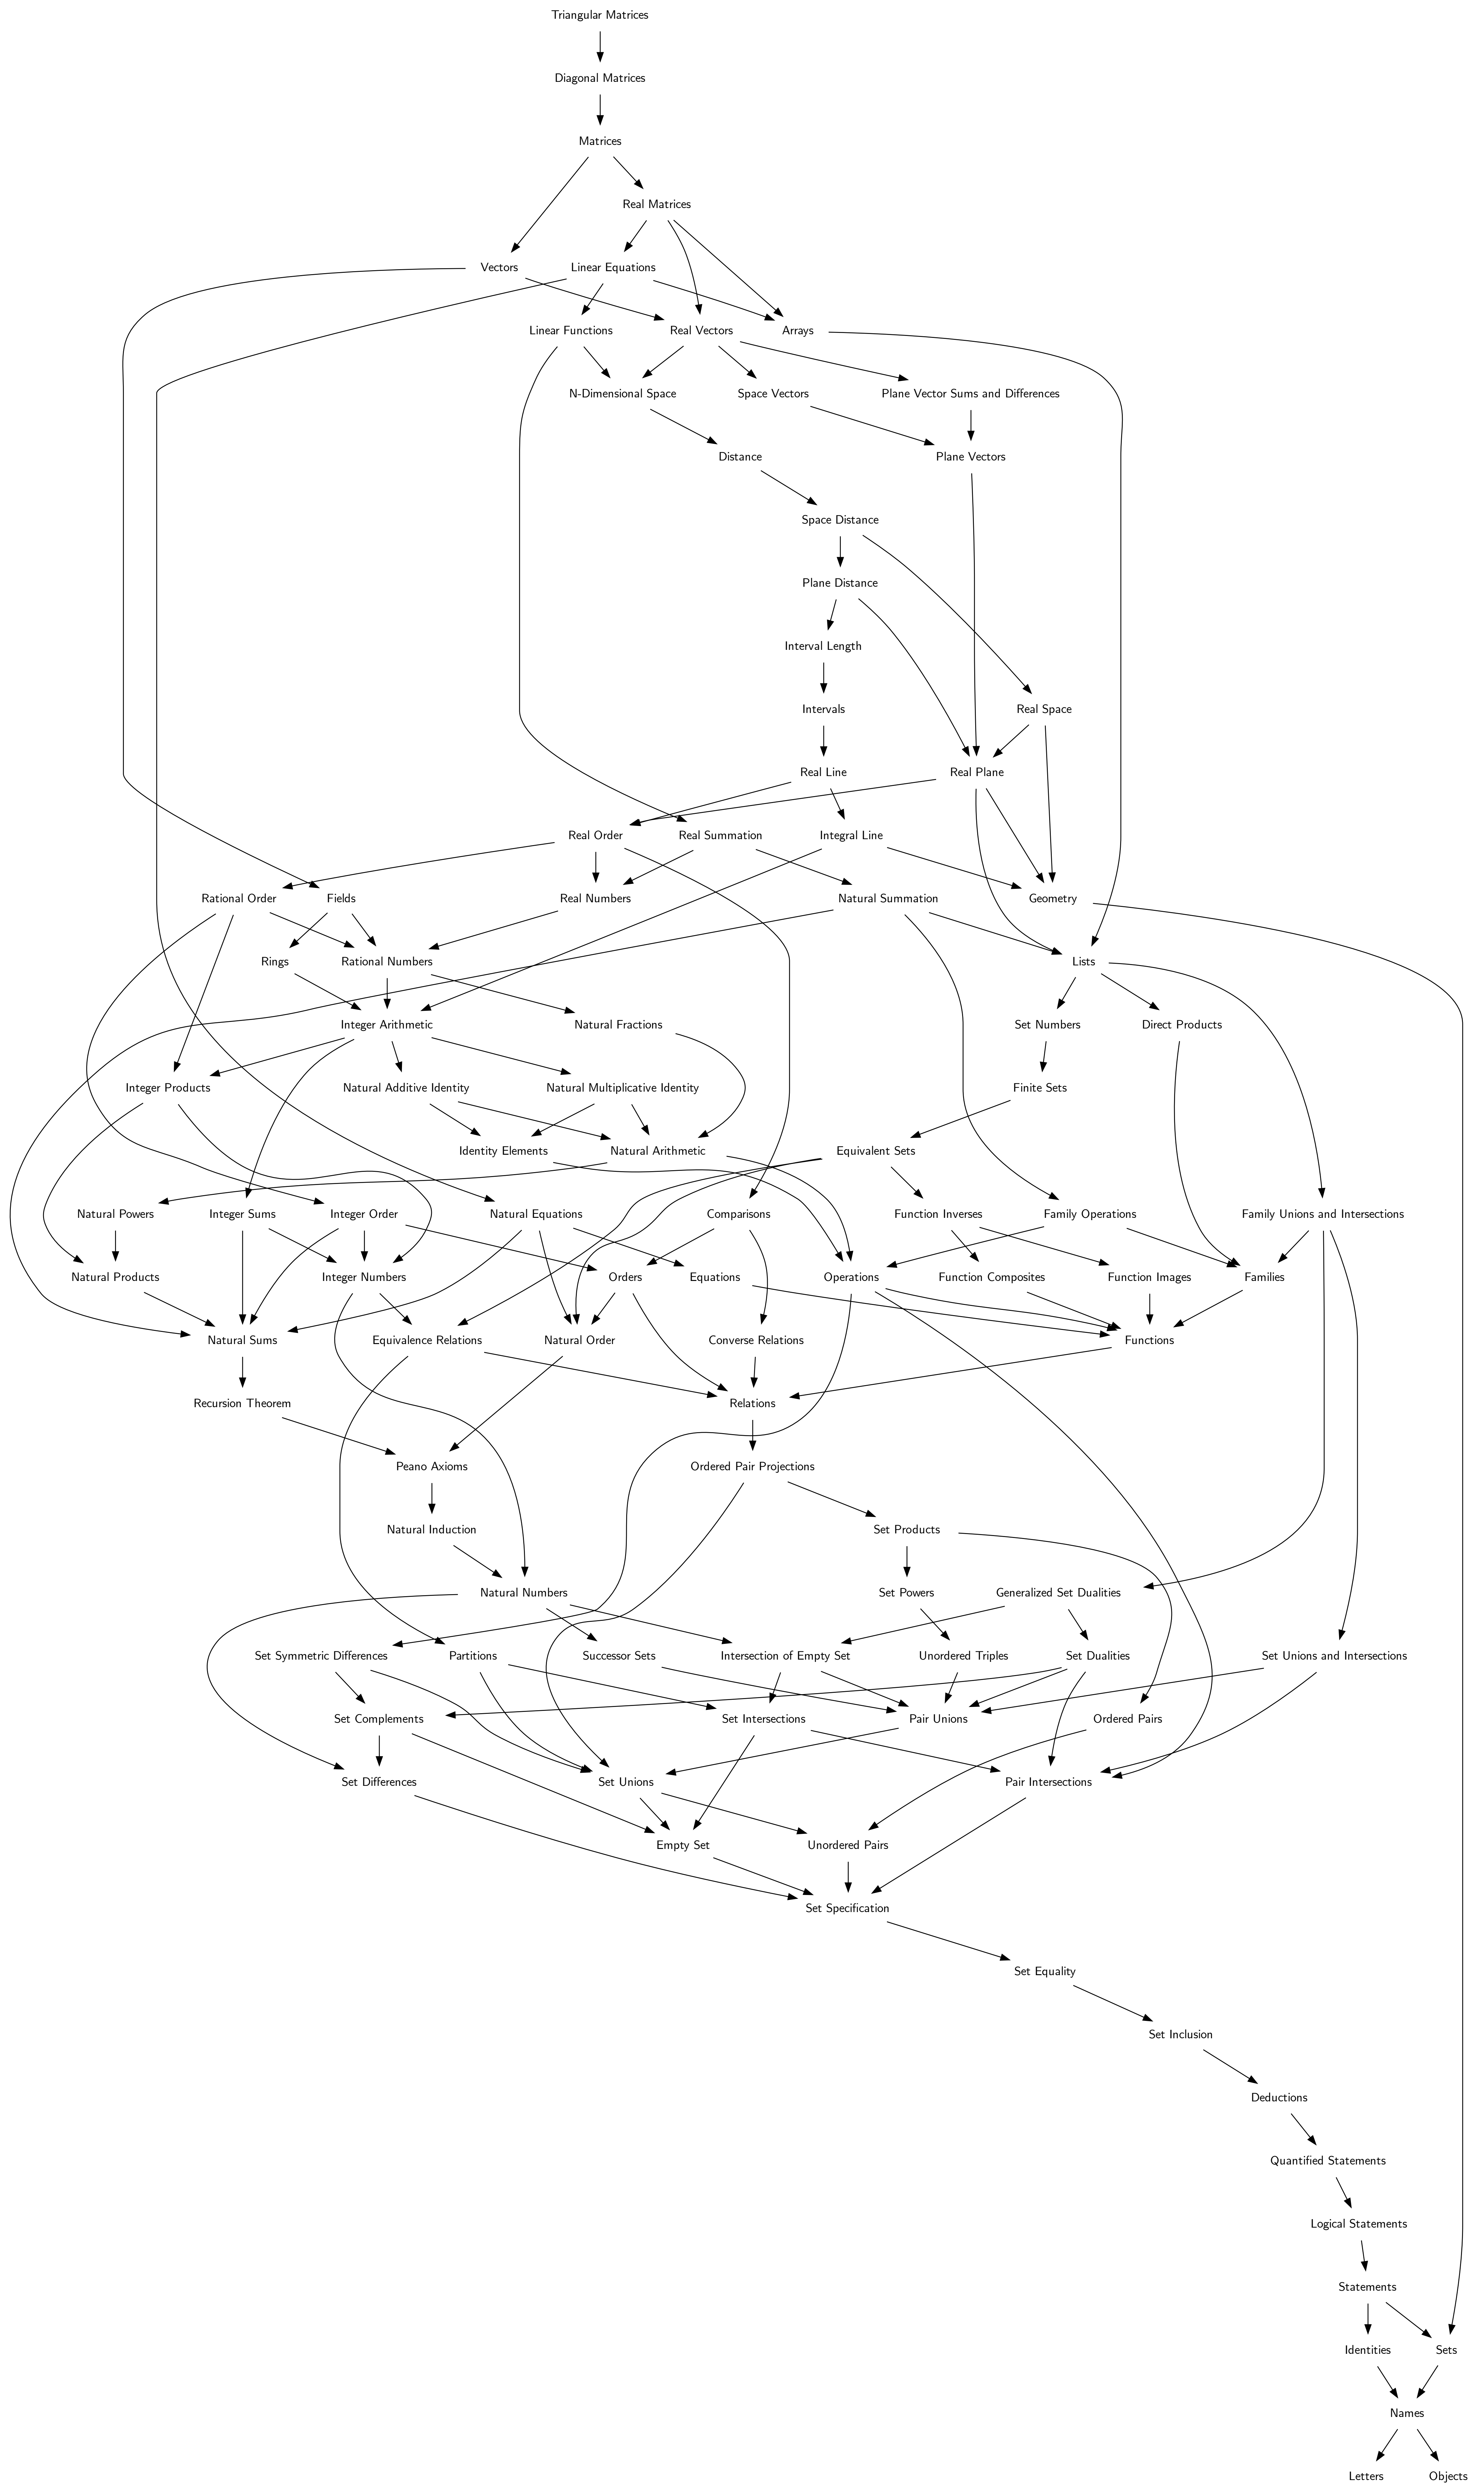 Triangular Matrices
Diagonal Matrices
Matrices
Real Matrices
Vectors
Linear Equations
Linear Functions
Real Vectors
Arrays
N-Dimensional Space
Space Vectors
Plane Vector Sums and Differences
Distance
Plane Vectors
Space Distance
Plane Distance
Interval Length
Intervals
Real Space
Real Line
Real Plane
Real Order
Real Summation
Integral Line
Rational Order
Fields
Real Numbers
Natural Summation
Geometry
Rings
Rational Numbers
Lists
Integer Arithmetic
Natural Fractions
Set Numbers
Direct Products
Integer Products
Natural Additive Identity
Natural Multiplicative Identity
Finite Sets
Identity Elements
Natural Arithmetic
Equivalent Sets
Natural Powers
Integer Sums
Integer Order
Natural Equations
Comparisons
Function Inverses
Family Operations
Family Unions and Intersections
Natural Products
Integer Numbers
Orders
Equations
Operations
Function Composites
Function Images
Families
Natural Sums
Equivalence Relations
Natural Order
Converse Relations
Functions
Recursion Theorem
Relations
Peano Axioms
Ordered Pair Projections
Natural Induction
Set Products
Natural Numbers
Set Powers
Generalized Set Dualities
Set Symmetric Differences
Partitions
Successor Sets
Intersection of Empty Set
Unordered Triples
Set Dualities
Set Unions and Intersections
Set Complements
Set Intersections
Pair Unions
Ordered Pairs
Set Differences
Set Unions
Pair Intersections
Empty Set
Unordered Pairs
Set Specification
Set Equality
Set Inclusion
Deductions
Quantified Statements
Logical Statements
Statements
Identities
Sets
Names
Letters
Objects